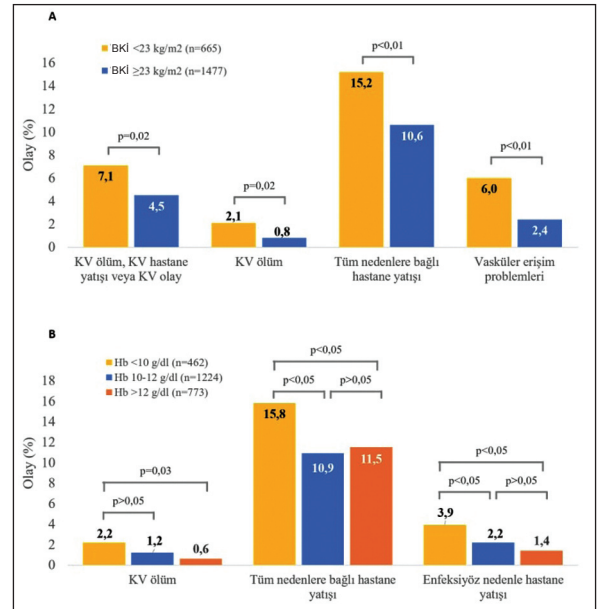 A
BKİ <23 kg/m2 (n=665)
BKİ ≥23 kg/m2 (n=1477)
Olay (%)
16
14
12
10
8
6
4
2
0
p=0,02
7,1
4,5
p=0,02
2,1
0,8
p<0,01
15,2
10,6
p<0,01
6,0
2,4
KV ölüm, KV hastane
yatışı veya KV olay
KV ölüm
Tüm nedenlere bağlı
hastane yatışı
Vasküler erişim
problemleri
B
Hb <10 g/dl (n=462)
Hb 10-12 g/dl (n=1224)
Hb >12 g/dl (n=773)
Olay (%)
18
16
14
12
10
8
6
4
2
0
p=0,03
p>0,05
2,2
1,2
0,6
p<0,05
p<0,05
p>0,05
15,8
10,9
11,5
p<0,05
p<0,05
p>0,05
3,9
2,2
1,4
KV ölüm
Tüm nedenlere bağlı hastane
yatışı
Enfeksiyöz nedenle hastane
yatışı